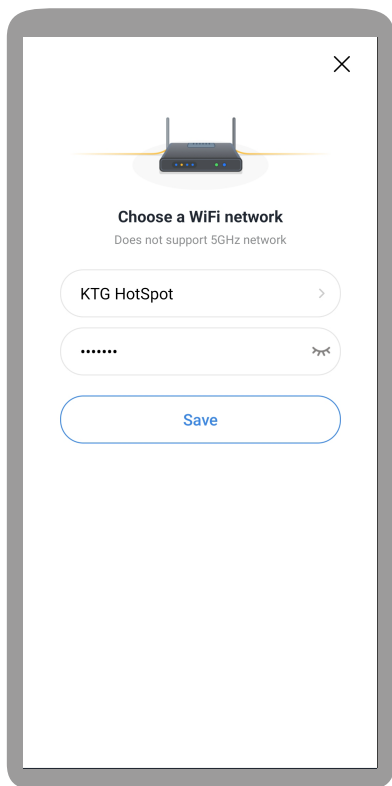 Choose a WiFi network
Does not support 5GHz network
KTG HotSpot
•••••••
Save